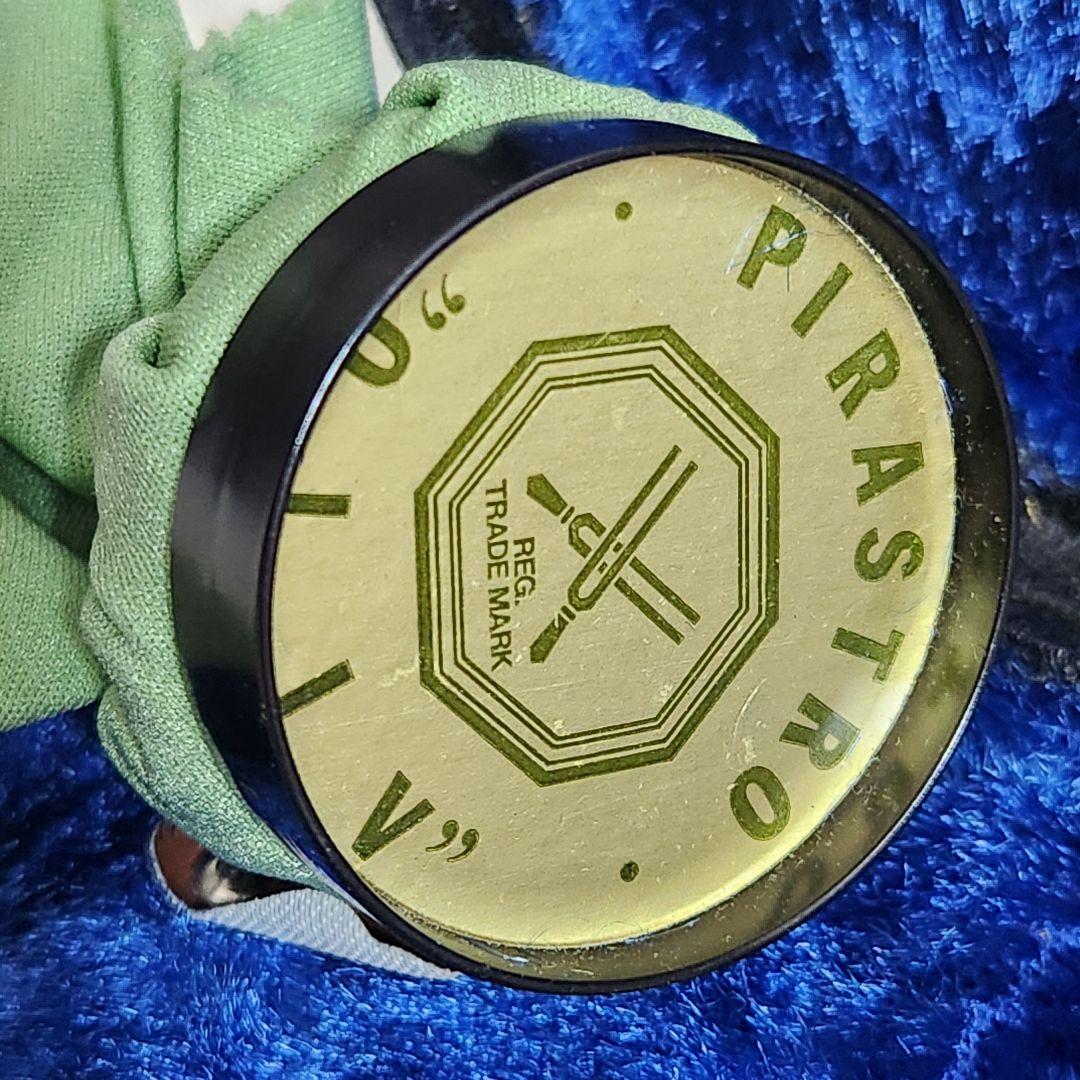 PIRASTRO
REG.
TRADE MARK
"OLIV"